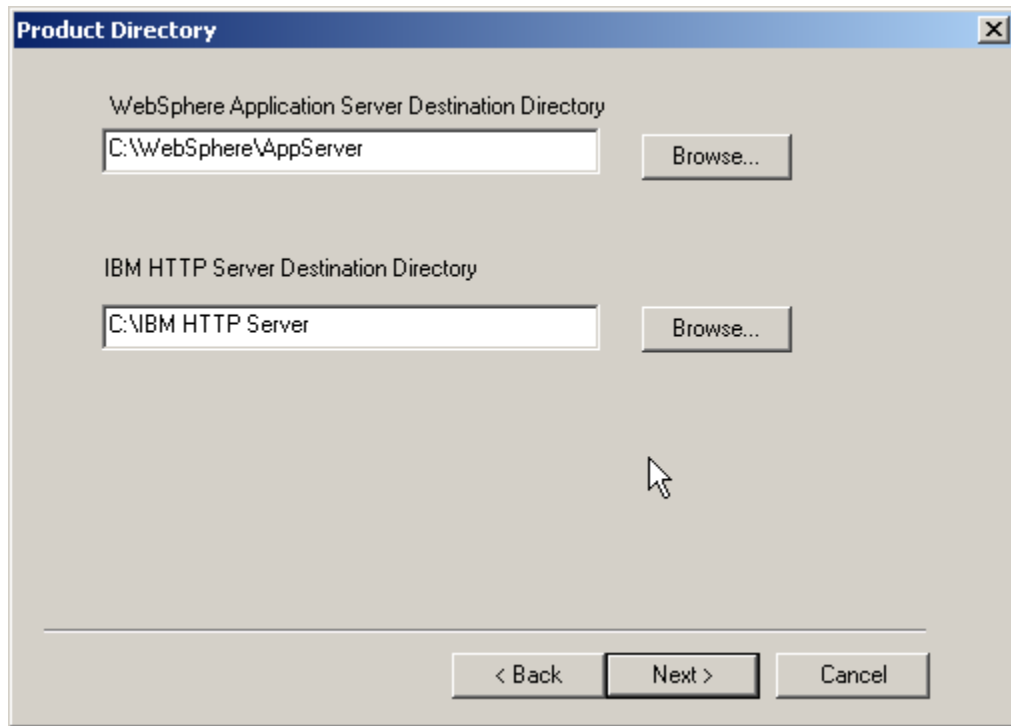 Product Directory
WebSphere Application Server Destination Directory
C:\WebSphere\AppServer
Browse...
IBM HTTP Server Destination Directory
C:\IBM HTTP Server
Browse...
< Back
Next >
Cancel